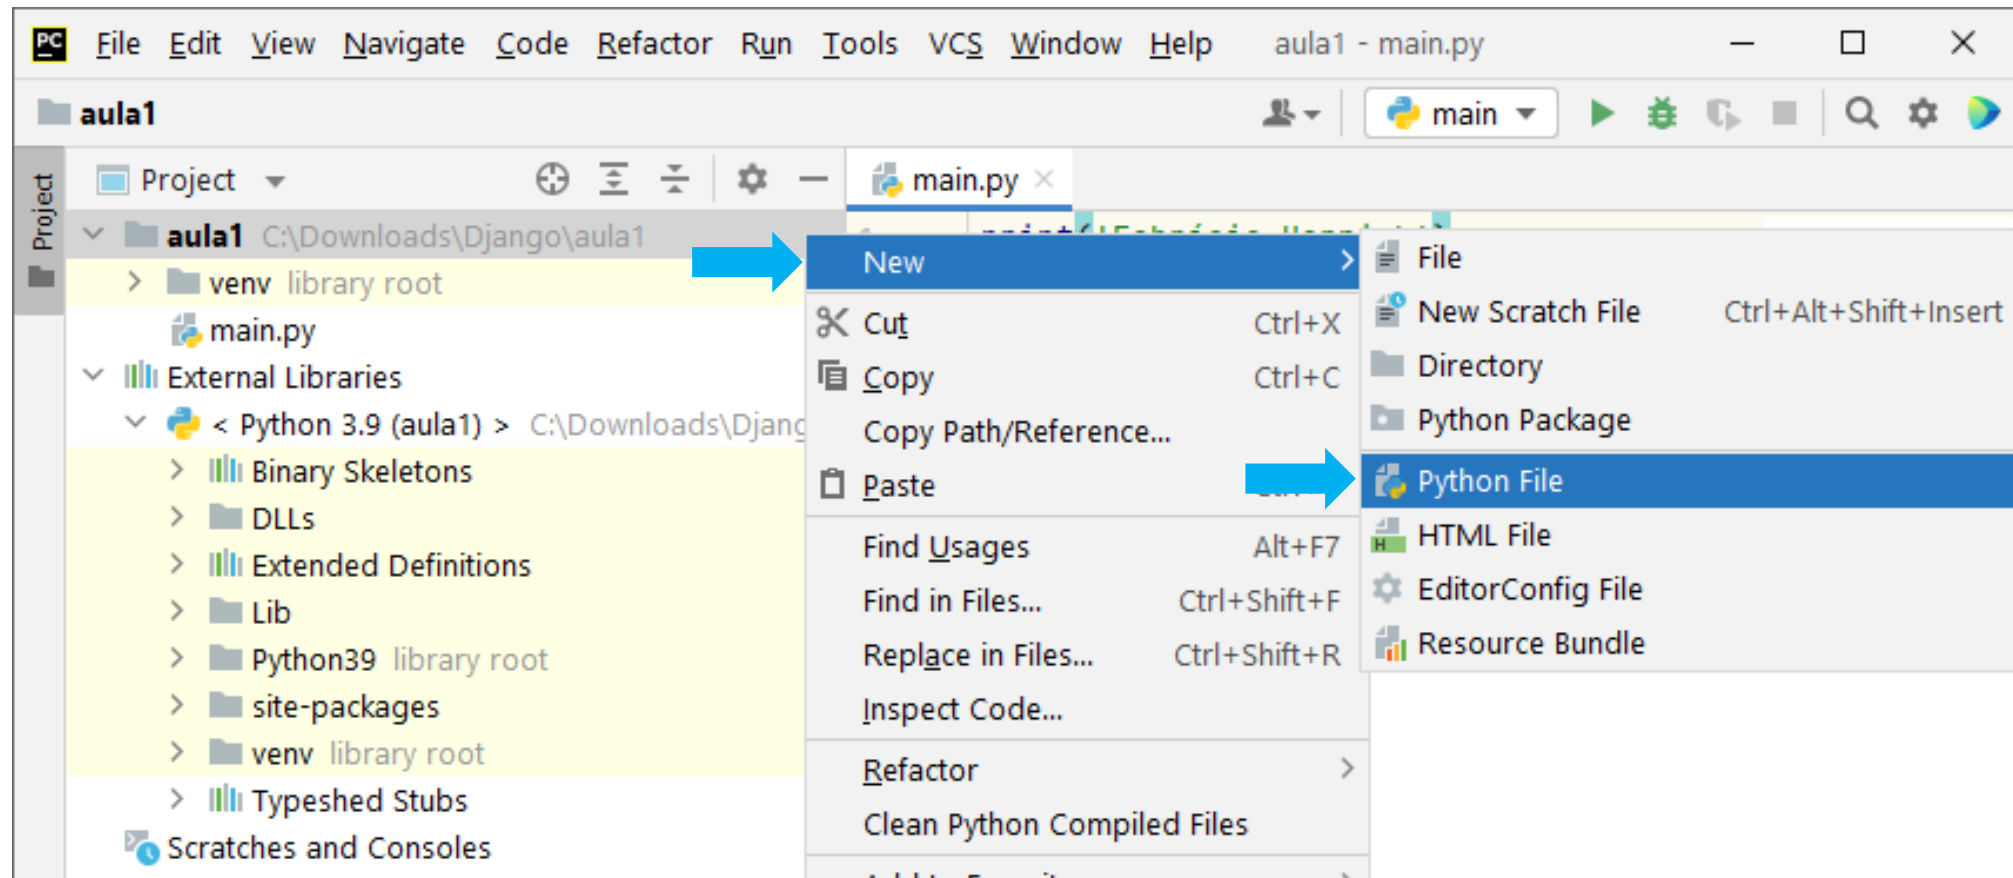 PC File Edit View Navigate Code Refactor Run Tools VCS Window Help aula1 - main.py
aula1
main
Project
Project
main.py
aula1 C:\Downloads\Django\aula1
venv library root
main.py
External Libraries
< Python 3.9 (aula1) > C:\Downloads\Djang
Binary Skeletons
DLLs
Extended Definitions
Lib
Python39 library root
site-packages
venv library root
Typeshed Stubs
Scratches and Consoles
New
Cut Ctrl+X
Copy Ctrl+C
Copy Path/Reference...
Paste
Find Usages Alt+F7
Find in Files... Ctrl+Shift+F
Replace in Files... Ctrl+Shift+R
Inspect Code...
Refactor
Clean Python Compiled Files
File
New Scratch File Ctrl+Alt+Shift+Insert
Directory
Python Package
Python File
H HTML File
EditorConfig File
Resource Bundle